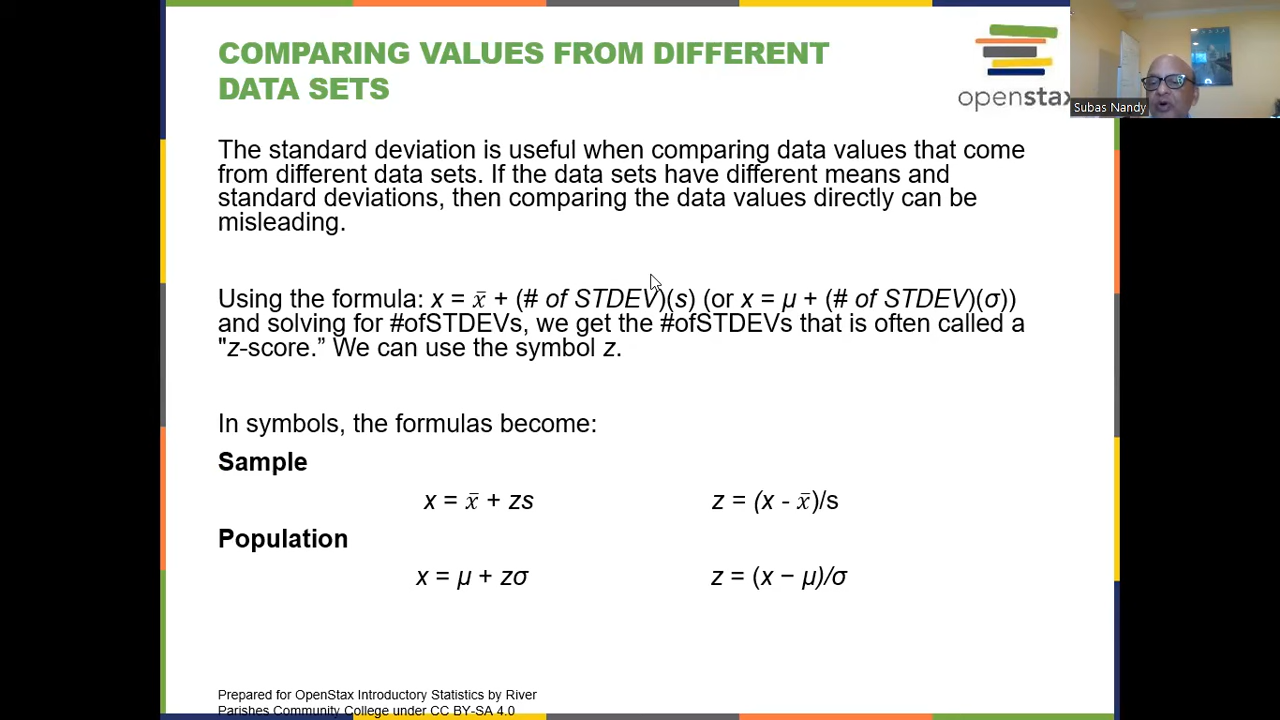 COMPARING VALUES FROM DIFFERENT
DATA SETS
openstax
Subas Nandy
The standard deviation is useful when comparing data values that come
from different data sets. If the data sets have different means and
standard deviations, then comparing the data values directly can be
misleading.
Using the formula: x = x̄ + (# of STDEV)(s) (or x = μ + (# of STDEV)(σ))
and solving for #ofSTDEVs, we get the #ofSTDEVs that is often called a
"z-score.” We can use the symbol z.
In symbols, the formulas become:
Sample
x = x̄ + zs z = (x - x̄)/s
Population
x = μ + zσ z = (x − μ)/σ
Prepared for OpenStax Introductory Statistics by River
Parishes Community College under CC BY-SA 4.0